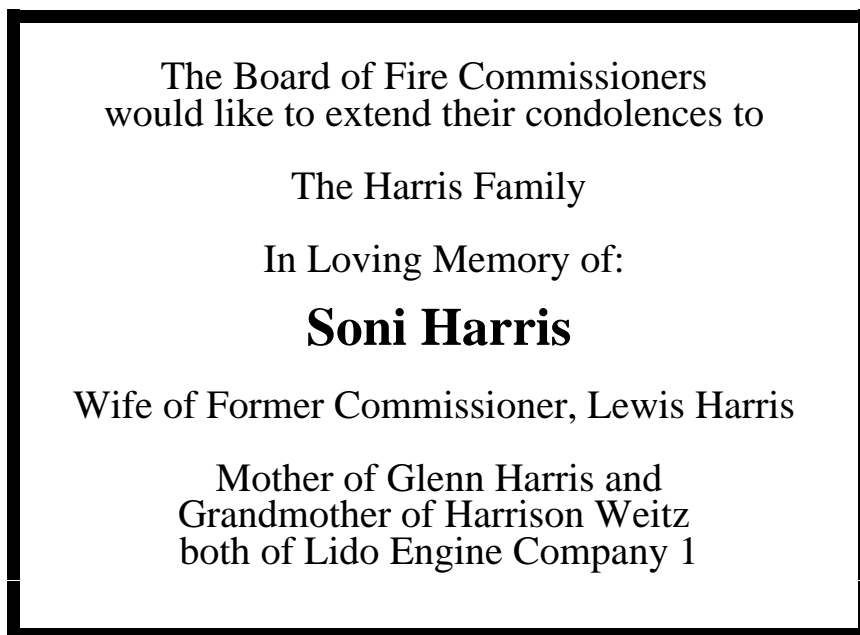 The Board of Fire Commissioners
would like to extend their condolences to
The Harris Family
In Loving Memory of:
Soni Harris
Wife of Former Commissioner, Lewis Harris
Mother of Glenn Harris and
Grandmother of Harrison Weitz
both of Lido Engine Company 1